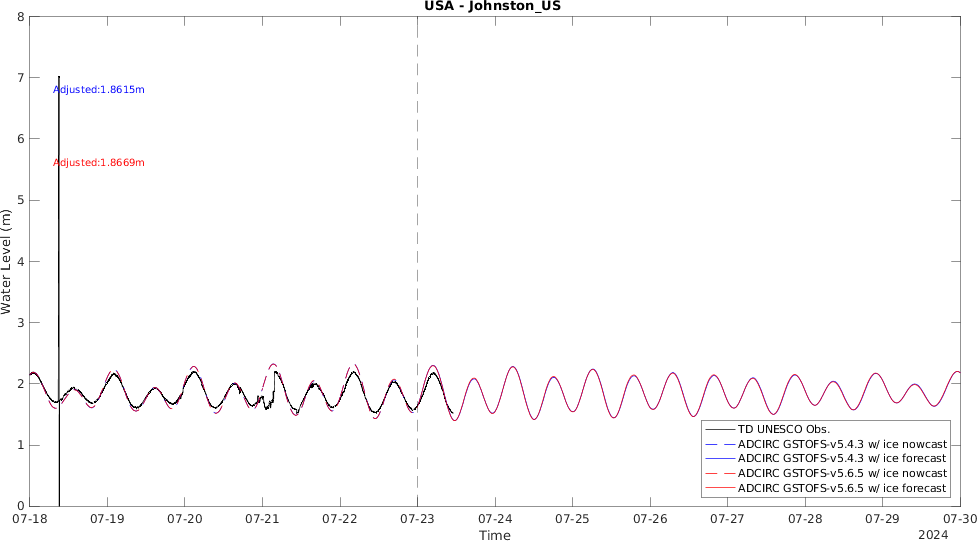 USA - Johnston_US
8
7
6
5
4
3
2
1
0
Water Level (m)
Adjusted:1.8615m
Adjusted:1.8669m
TD UNESCO Obs.
ADCIRC GSTOFS-v5.4.3 w/ ice nowcast
ADCIRC GSTOFS-v5.4.3 w/ ice forecast
ADCIRC GSTOFS-v5.6.5 w/ ice nowcast
ADCIRC GSTOFS-v5.6.5 w/ ice forecast
07-18 07-19 07-20 07-21 07-22 07-23 07-24 07-25 07-26 07-27 07-28 07-29 07-30
Time
2024